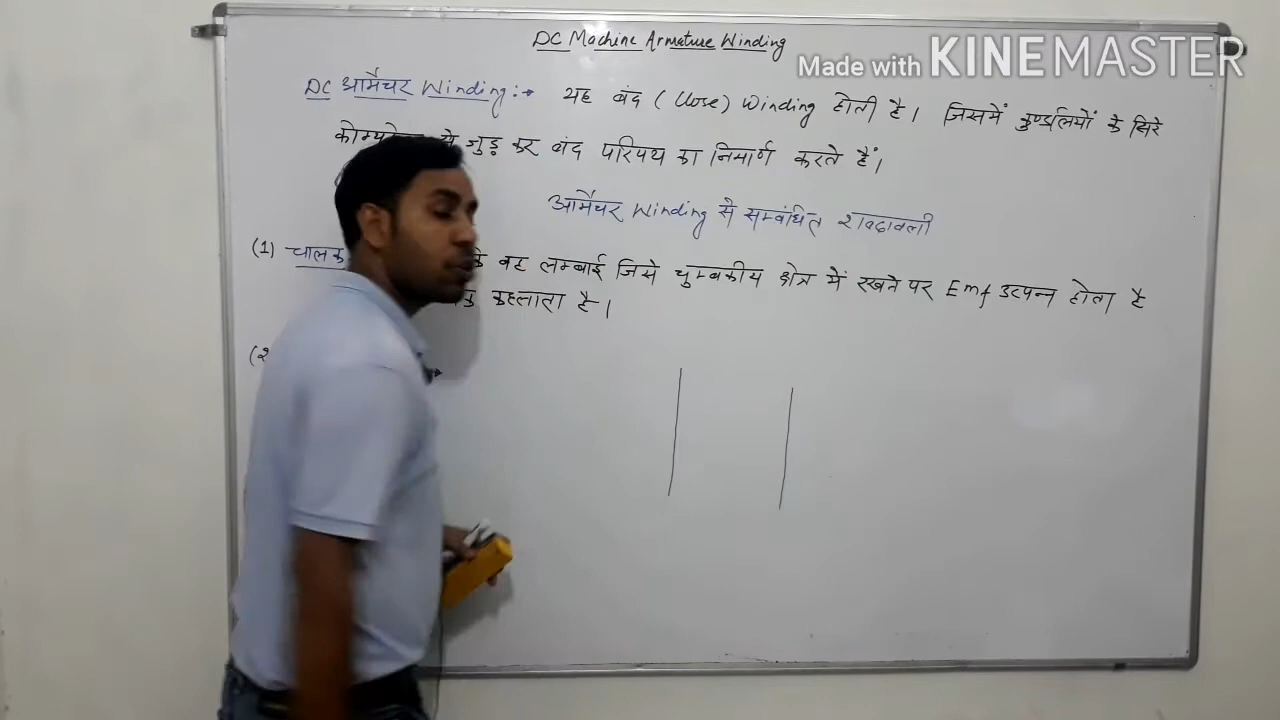 DC Machine Armature Winding
Made with KINEMASTER
DC आर्मेचर Winding :→ यह बंद (Close) Winding होती है। जिसमें कुण्डलियों के सिरे
जुड़ कर बंद परिपथ का निमार्ण करते हैं।
आर्मेचर Winding से सम्बंधित शब्दावली
(1) चालक वह लम्बाई जिसे चुम्बकीय क्षेत्र में रखने पर Emf उत्पन्न होता है
कहलाता है।
(2